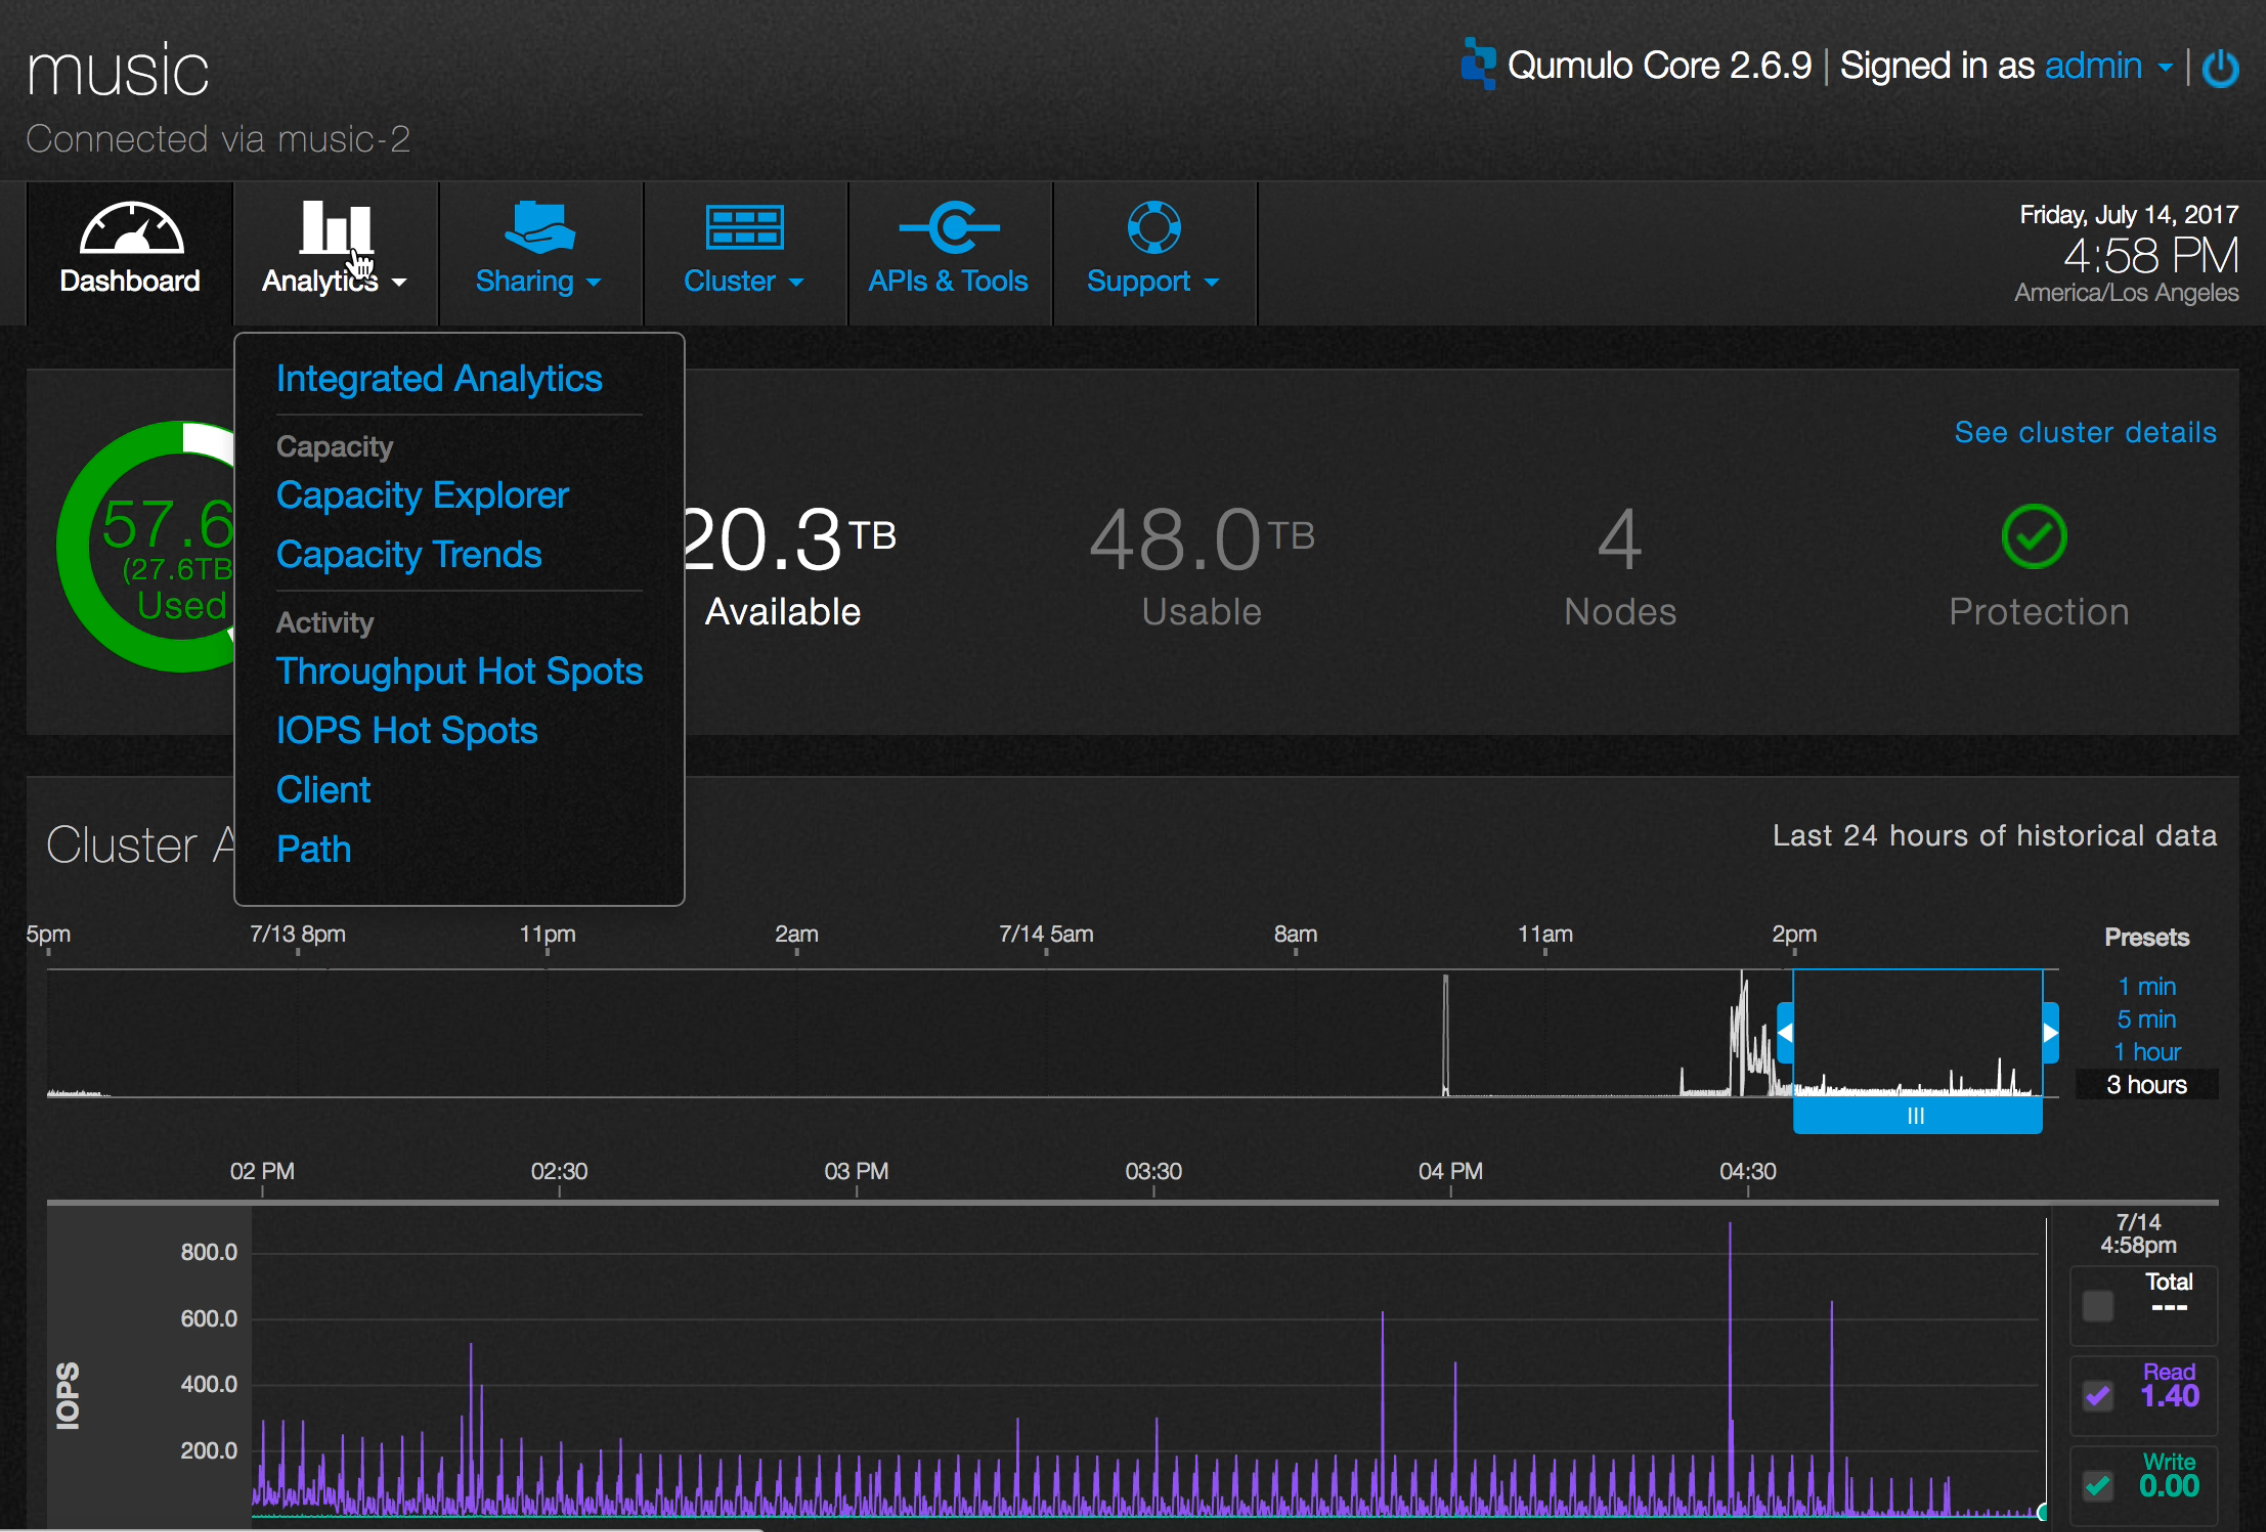 music
Connected via music-2
Qumulo Core 2.6.9 | Signed in as admin
Dashboard
Analytics
Sharing
Cluster
APIs & Tools
Support
Friday, July 14, 2017
4:58 PM
America/Los Angeles
Integrated Analytics
Capacity
Capacity Explorer
Capacity Trends
Activity
Throughput Hot Spots
IOPS Hot Spots
Client
Path
See cluster details
57.6
(27.6TB
Used
20.3TB
Available
48.0TB
Usable
4
Nodes
Protection
Cluster A
Last 24 hours of historical data
5pm 7/13 8pm 11pm 2am 7/14 5am 8am 11am 2pm
Presets
1 min
5 min
1 hour
3 hours
02 PM 02:30 03 PM 03:30 04 PM 04:30
IOPS
800.0
600.0
400.0
200.0
7/14
4:58pm
Total
---
Read
1.40
Write
0.00